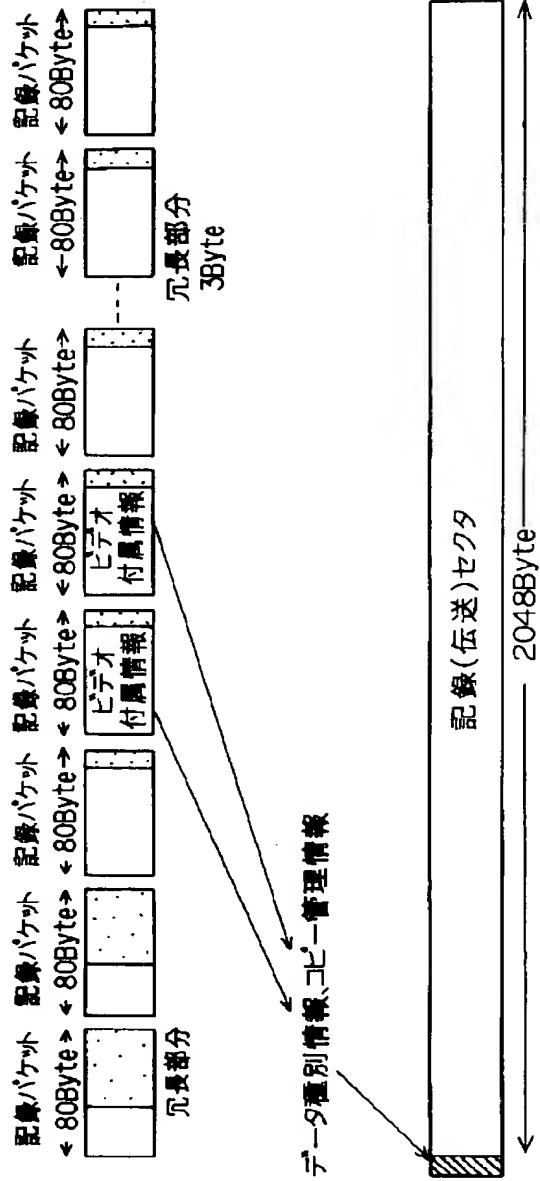 記録パケット
←80Byte→
冗長部分
記録パケット
←80Byte→
記録パケット
←80Byte→
記録パケット
←80Byte→
ビデオ
付属情報
記録パケット
←80Byte→
ビデオ
付属情報
記録パケット
←80Byte→
記録パケット
←80Byte→
冗長部分
3Byte
記録パケット
←80Byte→
データ種別情報、コピー管理情報
記録(伝送)セクタ
2048Byte